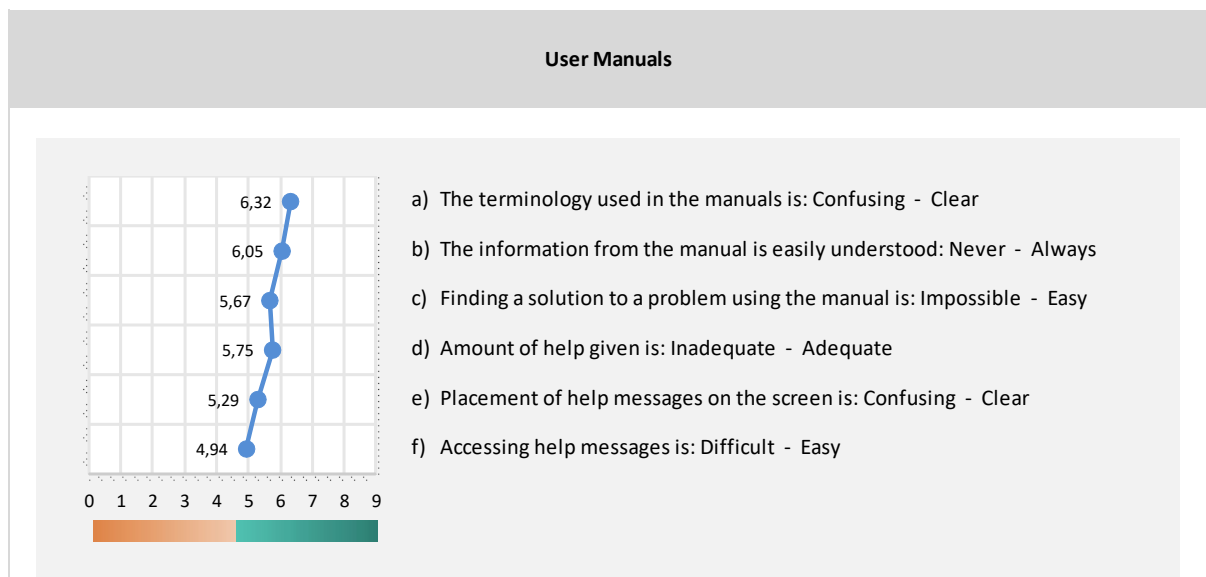 User Manuals
6,32
a) The terminology used in the manuals is: Confusing - Clear
6,05
b) The information from the manual is easily understood: Never - Always
5,67
c) Finding a solution to a problem using the manual is: Impossible - Easy
5,75
d) Amount of help given is: Inadequate - Adequate
5,29
e) Placement of help messages on the screen is: Confusing - Clear
4,94
f) Accessing help messages is: Difficult - Easy
0 1 2 3 4 5 6 7 8 9